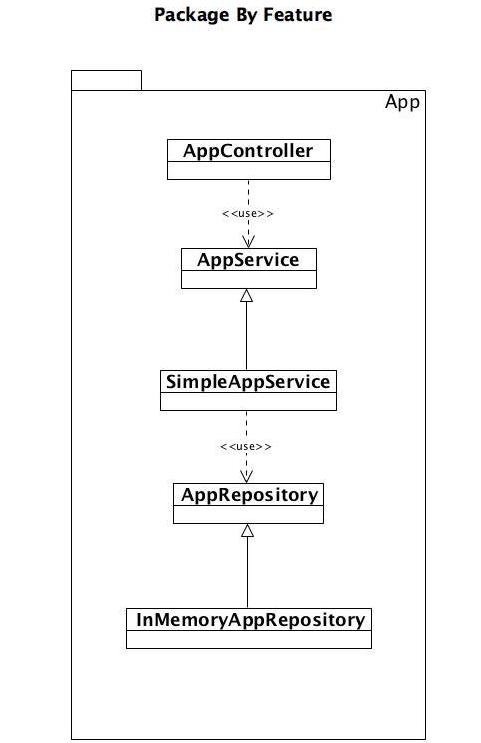 Package By Feature
App
AppController
<<use>>
AppService
SimpleAppService
<<use>>
AppRepository
InMemoryAppRepository